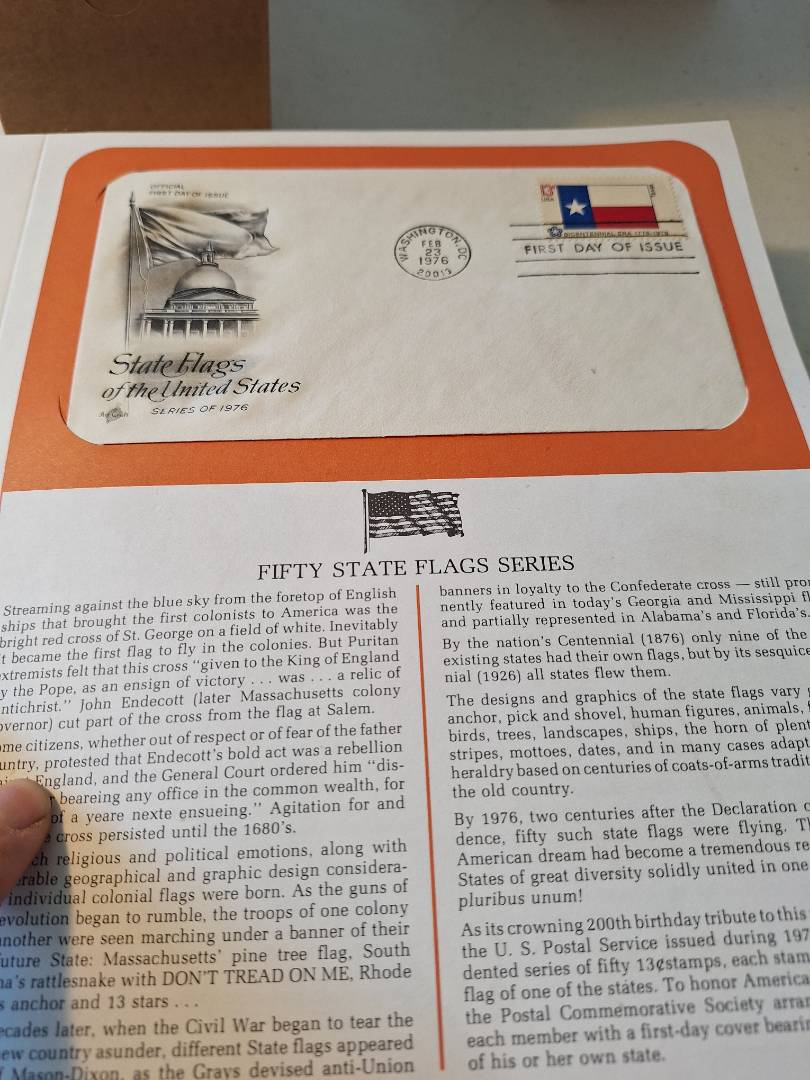 OFFICIAL
FIRST DAY OF ISSUE
State Flags
of the United States
SERIES OF 1976
Art Craft
WASHINGTON, DC
FEB
23
1976
20013
13c
USA
Texas
BICENTENNIAL ERA 1776-1976
FIRST DAY OF ISSUE
FIFTY STATE FLAGS SERIES
Streaming against the blue sky from the foretop of English
ships that brought the first colonists to America was the
bright red cross of St. George on a field of white. Inevitably
it became the first flag to fly in the colonies. But Puritan
extremists felt that this cross “given to the King of England
by the Pope, as an ensign of victory . . . was . . . a relic of
ntichrist.” John Endecott (later Massachusetts colony
overnor) cut part of the cross from the flag at Salem.
ome citizens, whether out of respect or of fear of the father
untry, protested that Endecott's bold act was a rebellion
England, and the General Court ordered him “dis-
beareing any office in the common wealth, for
of a yeare nexte ensueing.” Agitation for and
cross persisted until the 1680's.
ch religious and political emotions, along with
rable geographical and graphic design considera-
individual colonial flags were born. As the guns of
evolution began to rumble, the troops of one colony
another were seen marching under a banner of their
uture State: Massachusetts' pine tree flag, South
na's rattlesnake with DON'T TREAD ON ME, Rhode
s anchor and 13 stars . . .
ecades later, when the Civil War began to tear the
ew country asunder, different State flags appeared
f Mason-Dixon, as the Grays devised anti-Union
banners in loyalty to the Confederate cross — still pro
nently featured in today's Georgia and Mississippi fl
and partially represented in Alabama's and Florida's.
By the nation's Centennial (1876) only nine of the
existing states had their own flags, but by its sesquice
nial (1926) all states flew them.
The designs and graphics of the state flags vary
anchor, pick and shovel, human figures, animals,
birds, trees, landscapes, ships, the horn of plent
stripes, mottoes, dates, and in many cases adapt
heraldry based on centuries of coats-of-arms tradit
the old country.
By 1976, two centuries after the Declaration o
dence, fifty such state flags were flying. Th
American dream had become a tremendous re
States of great diversity solidly united in one
pluribus unum!
As its crowning 200th birthday tribute to this
the U. S. Postal Service issued during 197
dented series of fifty 13¢stamps, each stam
flag of one of the states. To honor America
the Postal Commemorative Society arran
each member with a first-day cover bearin
of his or her own state.